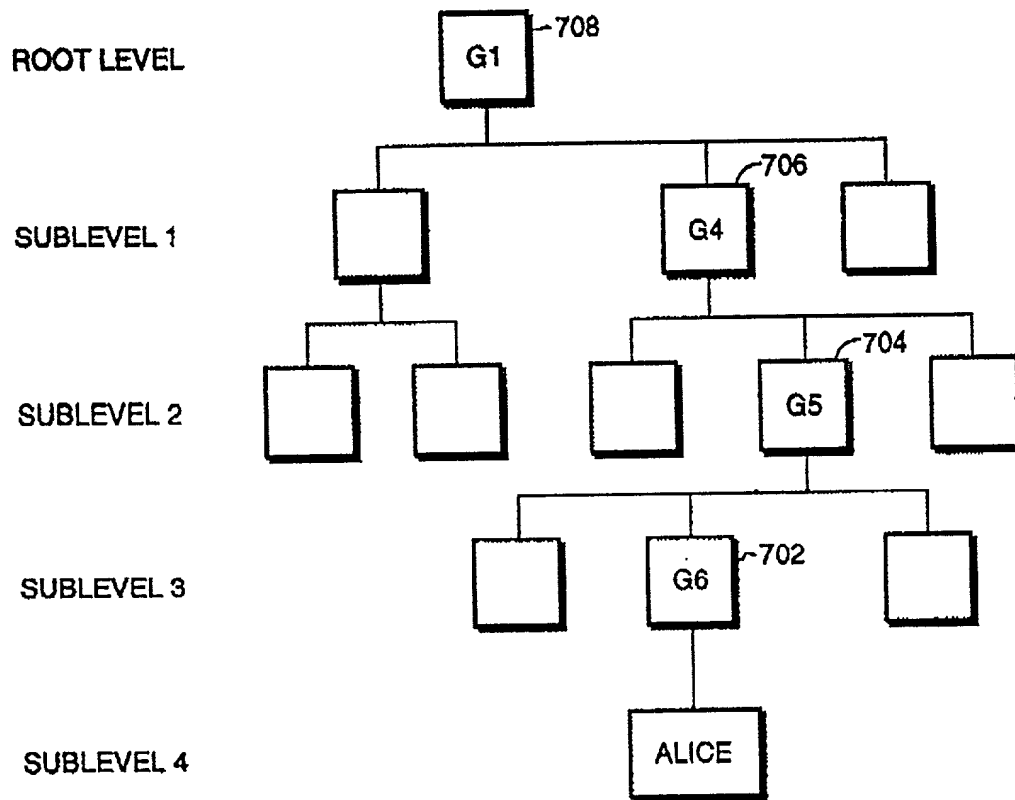 708
ROOT LEVEL
G1
706
SUBLEVEL 1
G4
704
SUBLEVEL 2
G5
702
SUBLEVEL 3
G6
SUBLEVEL 4
ALICE